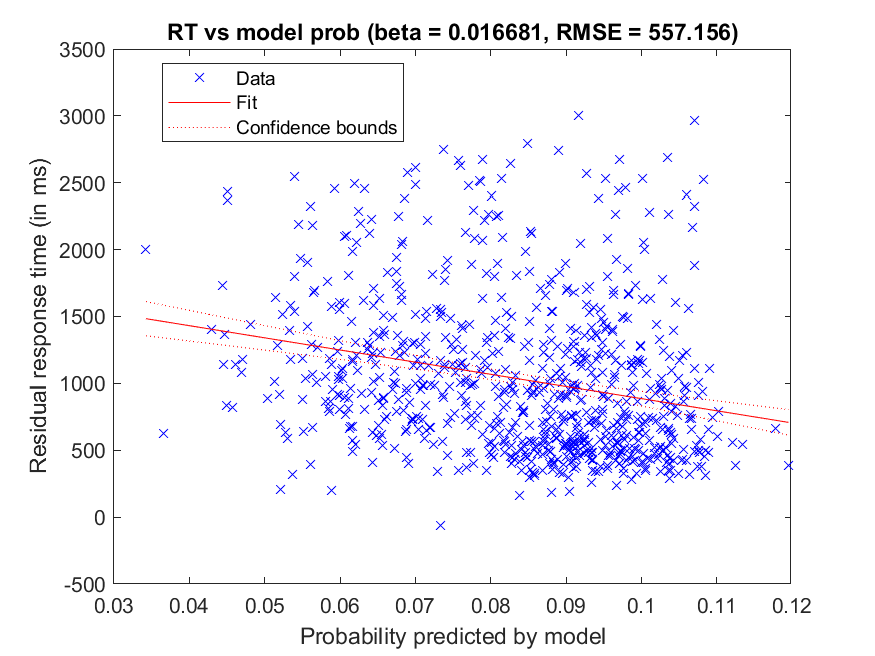 RT vs model prob (beta = 0.016681, RMSE = 557.156)
3500
3000
2500
2000
1500
1000
500
0
-500
Residual response time (in ms)
Data
Fit
Confidence bounds
0.03 0.04 0.05 0.06 0.07 0.08 0.09 0.1 0.11 0.12
Probability predicted by model